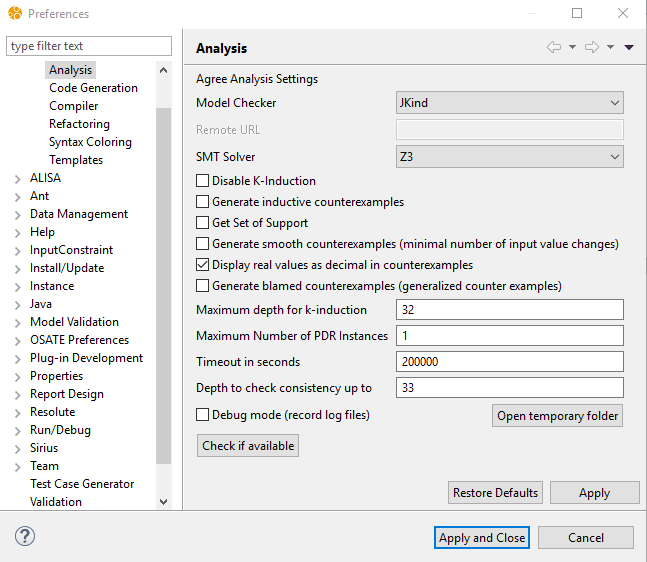 Preferences
type filter text
Analysis
Code Generation
Compiler
Refactoring
Syntax Coloring
Templates
ALISA
Ant
Data Management
Help
InputConstraint
Install/Update
Instance
Java
Model Validation
OSATE Preferences
Plug-in Development
Properties
Report Design
Resolute
Run/Debug
Sirius
Team
Test Case Generator
Validation
Analysis
Agree Analysis Settings
Model Checker JKind
Remote URL
SMT Solver Z3
Disable K-Induction
Generate inductive counterexamples
Get Set of Support
Generate smooth counterexamples (minimal number of input value changes)
Display real values as decimal in counterexamples
Generate blamed counterexamples (generalized counter examples)
Maximum depth for k-induction 32
Maximum Number of PDR Instances 1
Timeout in seconds 200000
Depth to check consistency up to 33
Debug mode (record log files) Open temporary folder
Check if available
Restore Defaults Apply
? Apply and Close Cancel